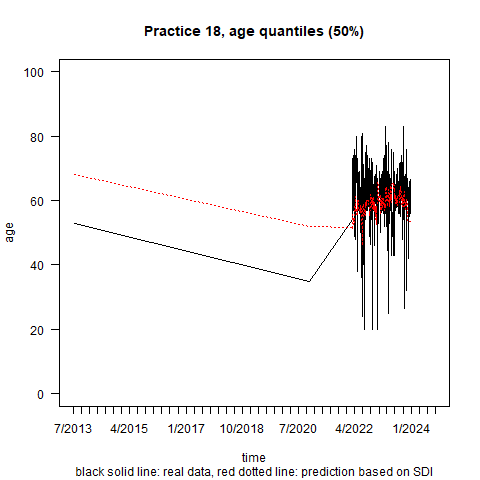 Practice 18, age quantiles (50%)
100
80
60
40
20
0
age
7/2013 4/2015 1/2017 10/2018 7/2020 4/2022 1/2024
time
black solid line: real data, red dotted line: prediction based on SDI